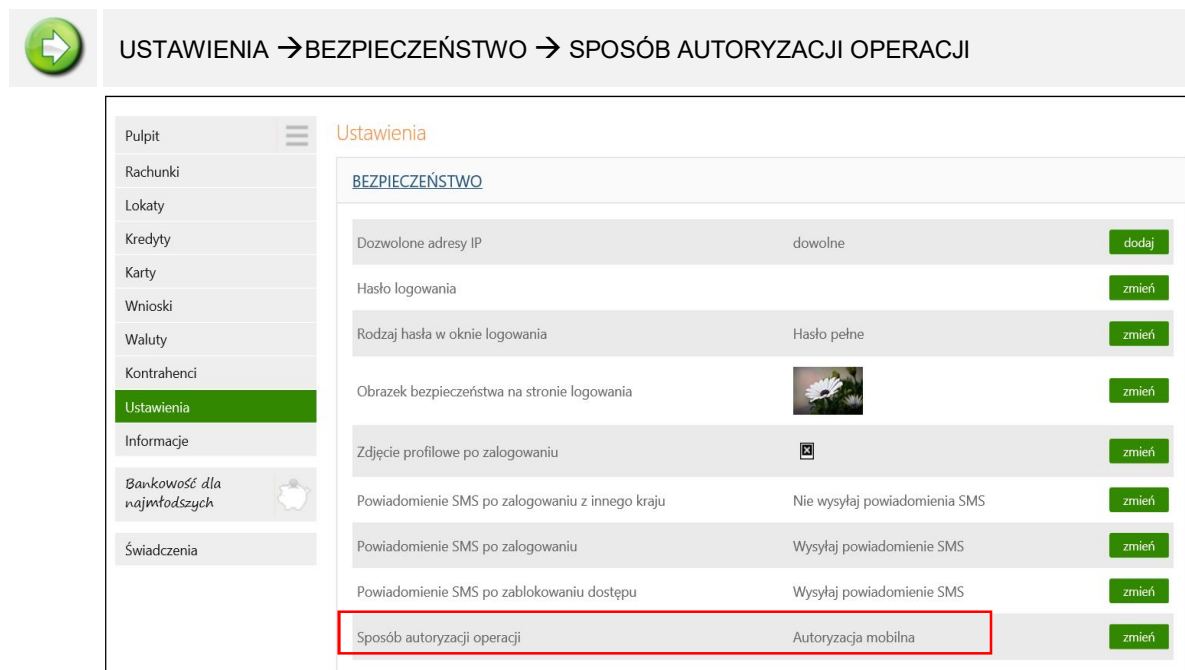 USTAWIENIA →BEZPIECZEŃSTWO → SPOSÓB AUTORYZACJI OPERACJI
Pulpit
Rachunki
Lokaty
Kredyty
Karty
Wnioski
Waluty
Kontrahenci
Ustawienia
Informacje
Bankowość dla
najmłodszych
Świadczenia
Ustawienia
BEZPIECZEŃSTWO
Dozwolone adresy IP dowolne dodaj
Hasło logowania zmień
Rodzaj hasła w oknie logowania Hasło pełne zmień
Obrazek bezpieczeństwa na stronie logowania zmień
Zdjęcie profilowe po zalogowaniu zmień
Powiadomienie SMS po zalogowaniu z innego kraju Nie wysyłaj powiadomienia SMS zmień
Powiadomienie SMS po zalogowaniu Wysyłaj powiadomienie SMS zmień
Powiadomienie SMS po zablokowaniu dostępu Wysyłaj powiadomienie SMS zmień
Sposób autoryzacji operacji Autoryzacja mobilna zmień